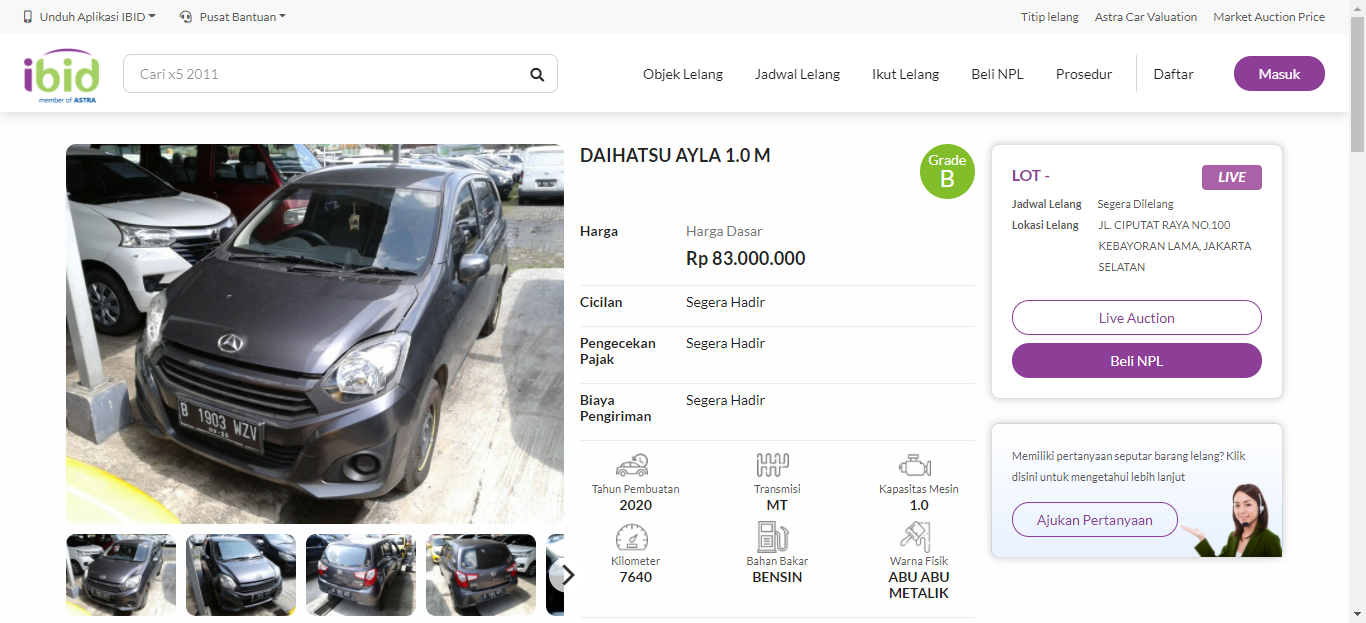 Unduh Aplikasi IBID
Pusat Bantuan
Titip lelang
Astra Car Valuation
Market Auction Price
ibid
member of ASTRA
Cari x5 2011
Objek Lelang
Jadwal Lelang
Ikut Lelang
Beli NPL
Prosedur
Daftar
Masuk
B 1903 WZV
DAIHATSU AYLA 1.0 M
Grade
B
Harga
Harga Dasar
Rp 83.000.000
Cicilan
Segera Hadir
Pengecekan
Pajak
Segera Hadir
Biaya
Pengiriman
Segera Hadir
Tahun Pembuatan
2020
Transmisi
MT
Kapasitas Mesin
1.0
Kilometer
7640
Bahan Bakar
BENSIN
Warna Fisik
ABU ABU
METALIK
LOT -
LIVE
Jadwal Lelang
Segera Dilelang
Lokasi Lelang
JL. CIPUTAT RAYA NO.100
KEBAYORAN LAMA, JAKARTA
SELATAN
Live Auction
Beli NPL
Memiliki pertanyaan seputar barang lelang? Klik
disini untuk mengetahui lebih lanjut
Ajukan Pertanyaan